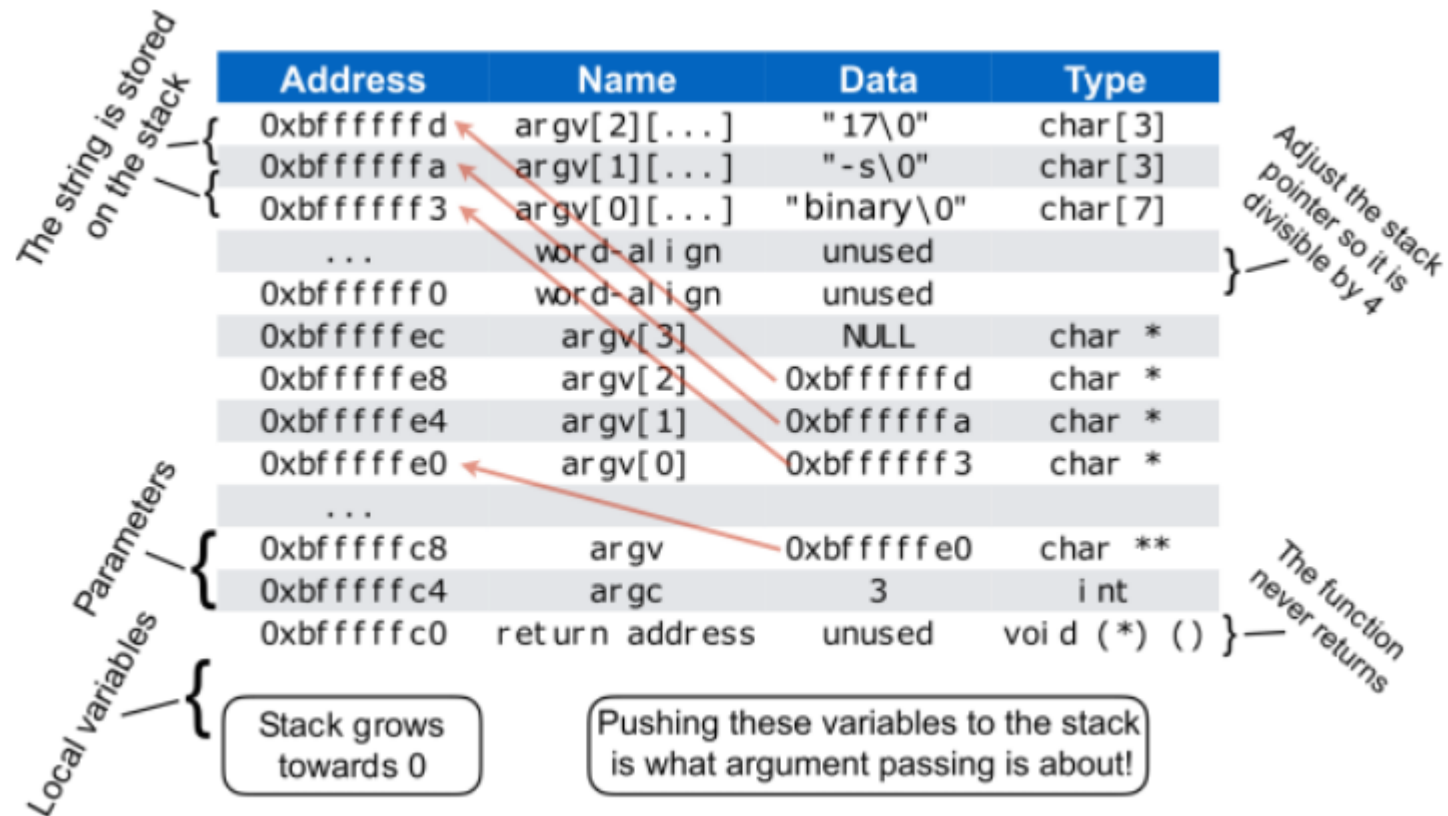 The string is stored
on the stack
Address Name Data Type
0xbffffffd argv[2][...] "17\0" char[3]
0xbffffffa argv[1][...] "-s\0" char[3]
0xbffffff3 argv[0][...] "binary\0" char[7]
... word-align unused
0xbffffff0 word-align unused
0xbfffffec argv[3] NULL char *
0xbfffffe8 argv[2] 0xbffffffd char *
0xbfffffe4 argv[1] 0xbffffffa char *
0xbfffffe0 argv[0] 0xbffffff3 char *
...
0xbfffffc8 argv 0xbfffffe0 char **
0xbfffffc4 argc 3 int
0xbfffffc0 return address unused void (*) ()
Adjust the stack
pointer so it is
divisible by 4
Parameters
The function
never returns
Local variables
Stack grows
towards 0
Pushing these variables to the stack
is what argument passing is about!